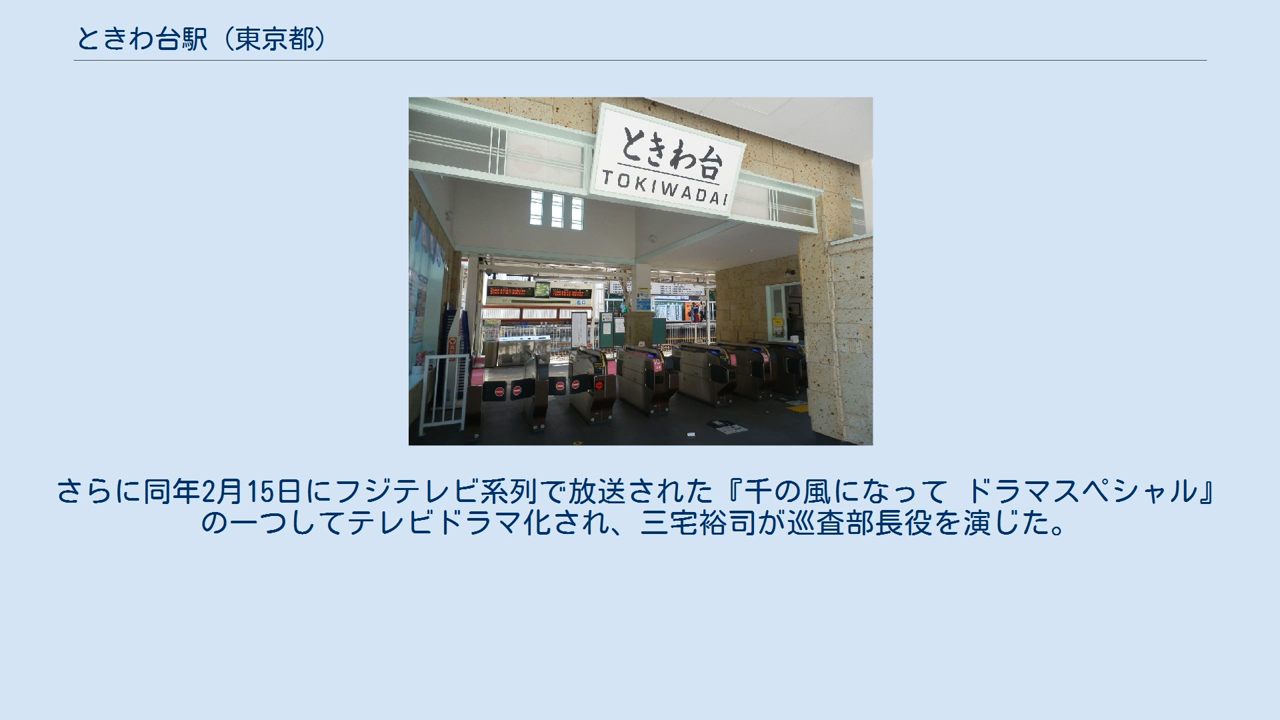 ときわ台駅（東京都）
ときわ台
TOKIWADAI
さらに同年2月15日にフジテレビ系列で放送された『千の風になって ドラマスペシャル』
の一つしてテレビドラマ化され、三宅裕司が巡査部長役を演じた。